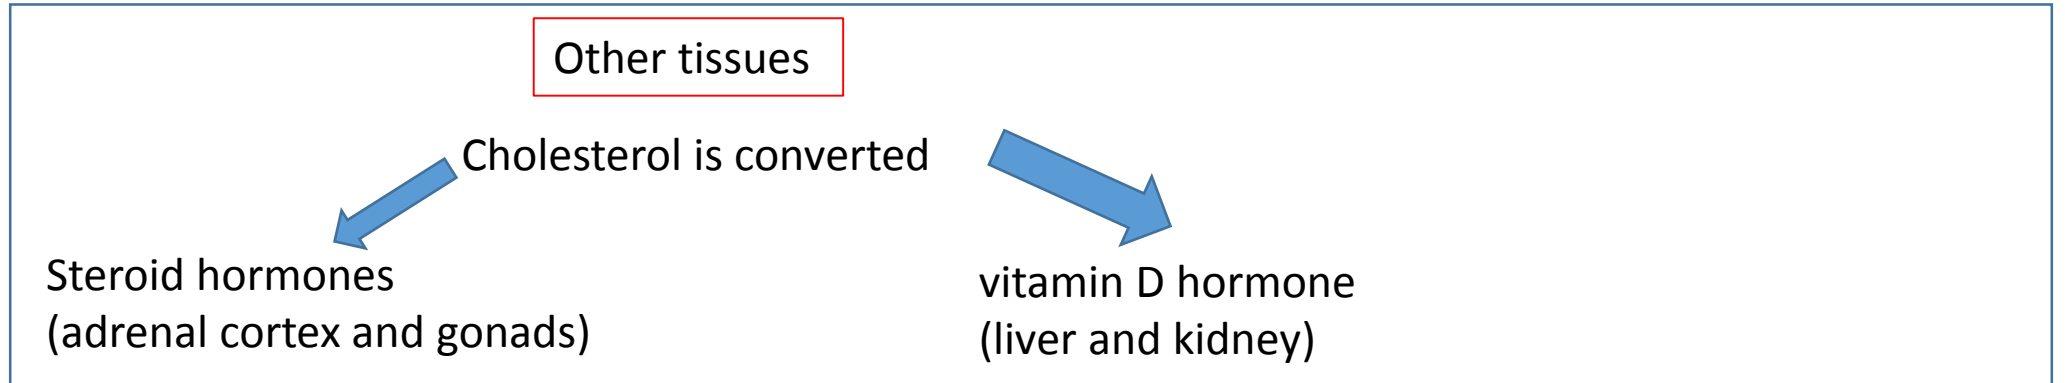 Other tissues
Cholesterol is converted
Steroid hormones
(adrenal cortex and gonads)
vitamin D hormone
(liver and kidney)